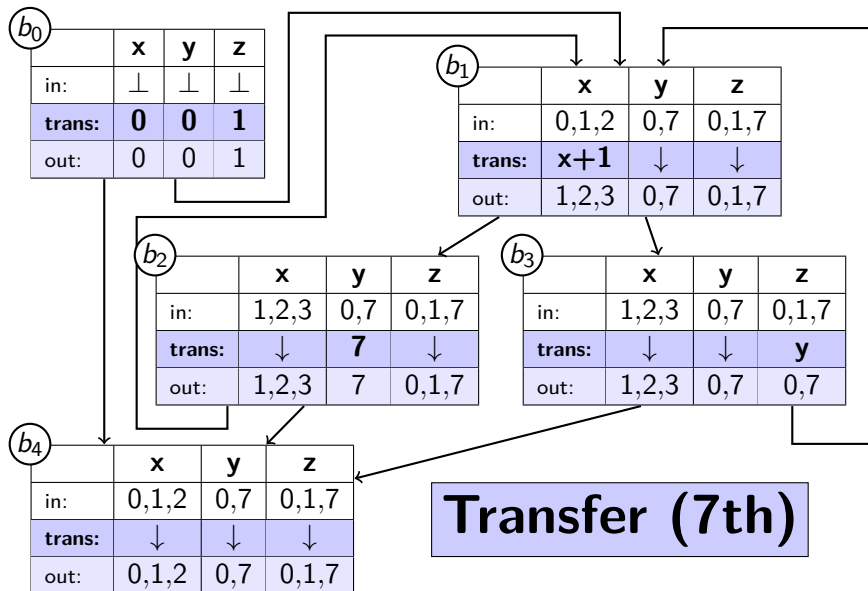 b0
x y z
in: ⊥ ⊥ ⊥
trans: 0 0 1
out: 0 0 1
b1
x y z
in: 0,1,2 0,7 0,1,7
trans: x+1 ↓ ↓
out: 1,2,3 0,7 0,1,7
b2
x y z
in: 1,2,3 0,7 0,1,7
trans: ↓ 7 ↓
out: 1,2,3 7 0,1,7
b3
x y z
in: 1,2,3 0,7 0,1,7
trans: ↓ ↓ y
out: 1,2,3 0,7 0,7
b4
x y z
in: 0,1,2 0,7 0,1,7
trans: ↓ ↓ ↓
out: 0,1,2 0,7 0,1,7
Transfer (7th)